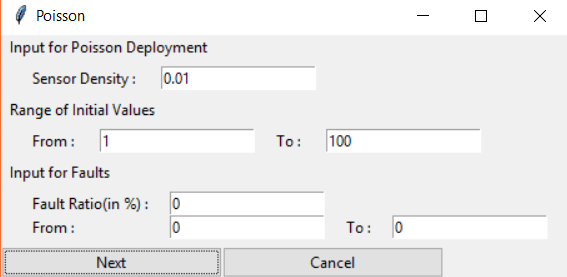 Poisson
Input for Poisson Deployment
Sensor Density : 0.01
Range of Initial Values
From : 1 To : 100
Input for Faults
Fault Ratio(in %) : 0
From : 0 To : 0
Next Cancel